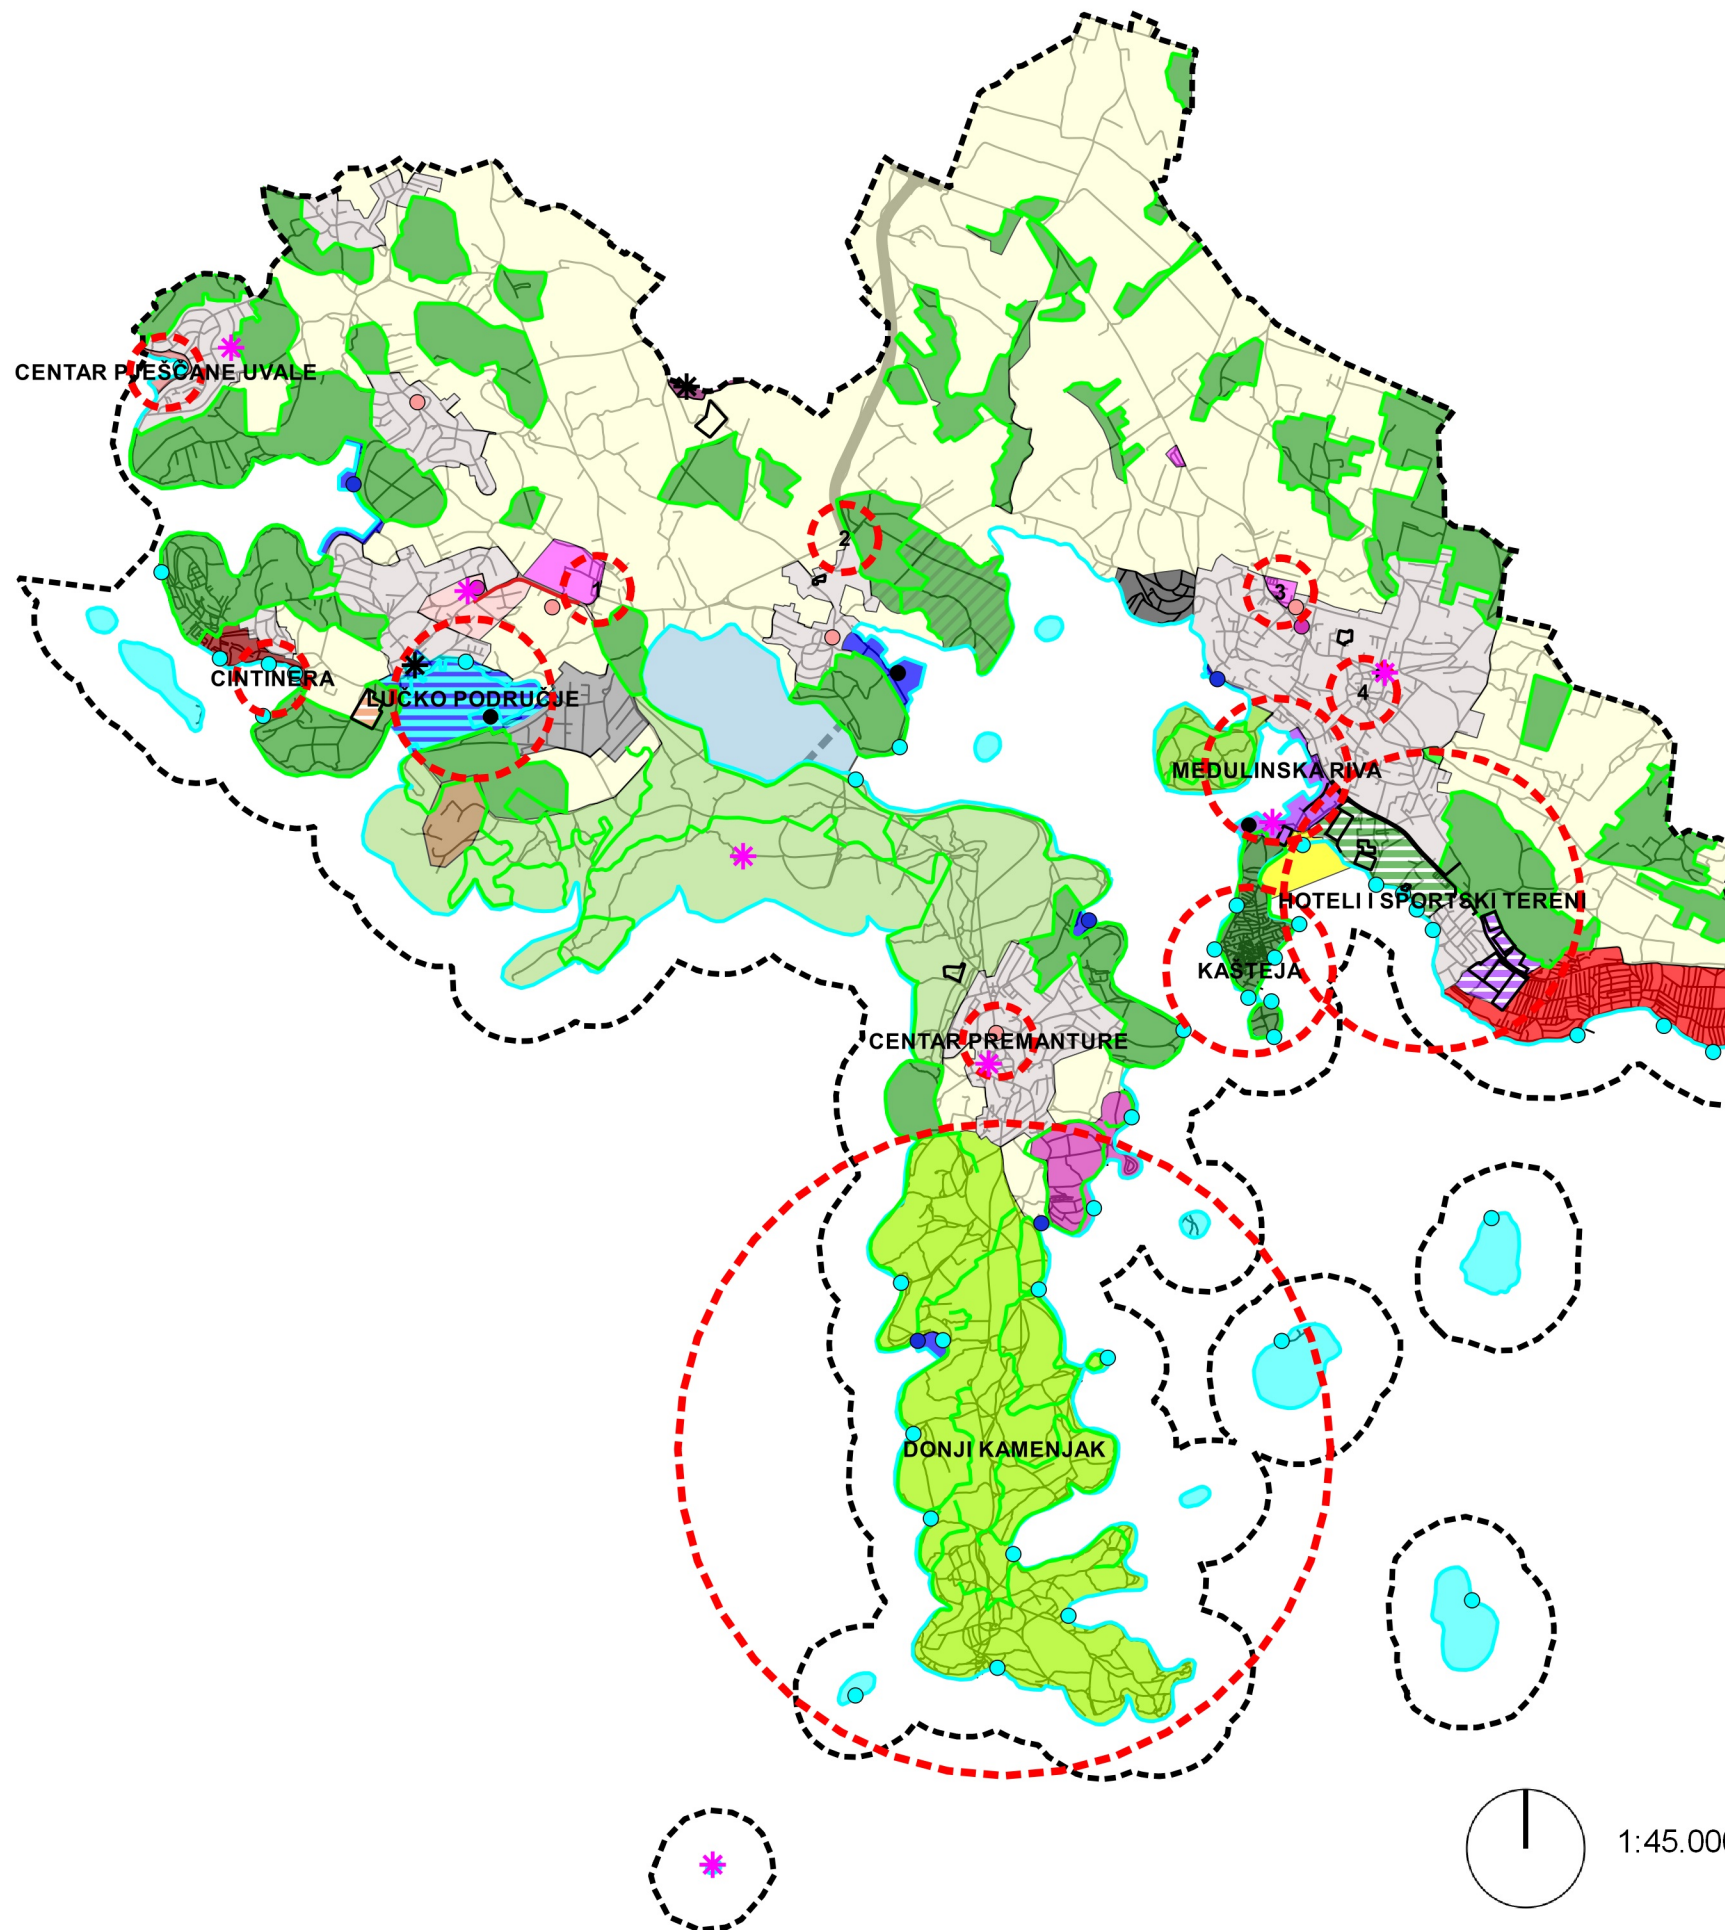 CENTAR PJEŠČANE UVALE
2
1
3
CINTINERA
LUČKO PODRUČJE
4
MEDULINSKA RIVA
HOTELI I SPORTSKI TERENI
KAŠTEJA
CENTAR PREMANTURE
DONJI KAMENJAK
1:45.000